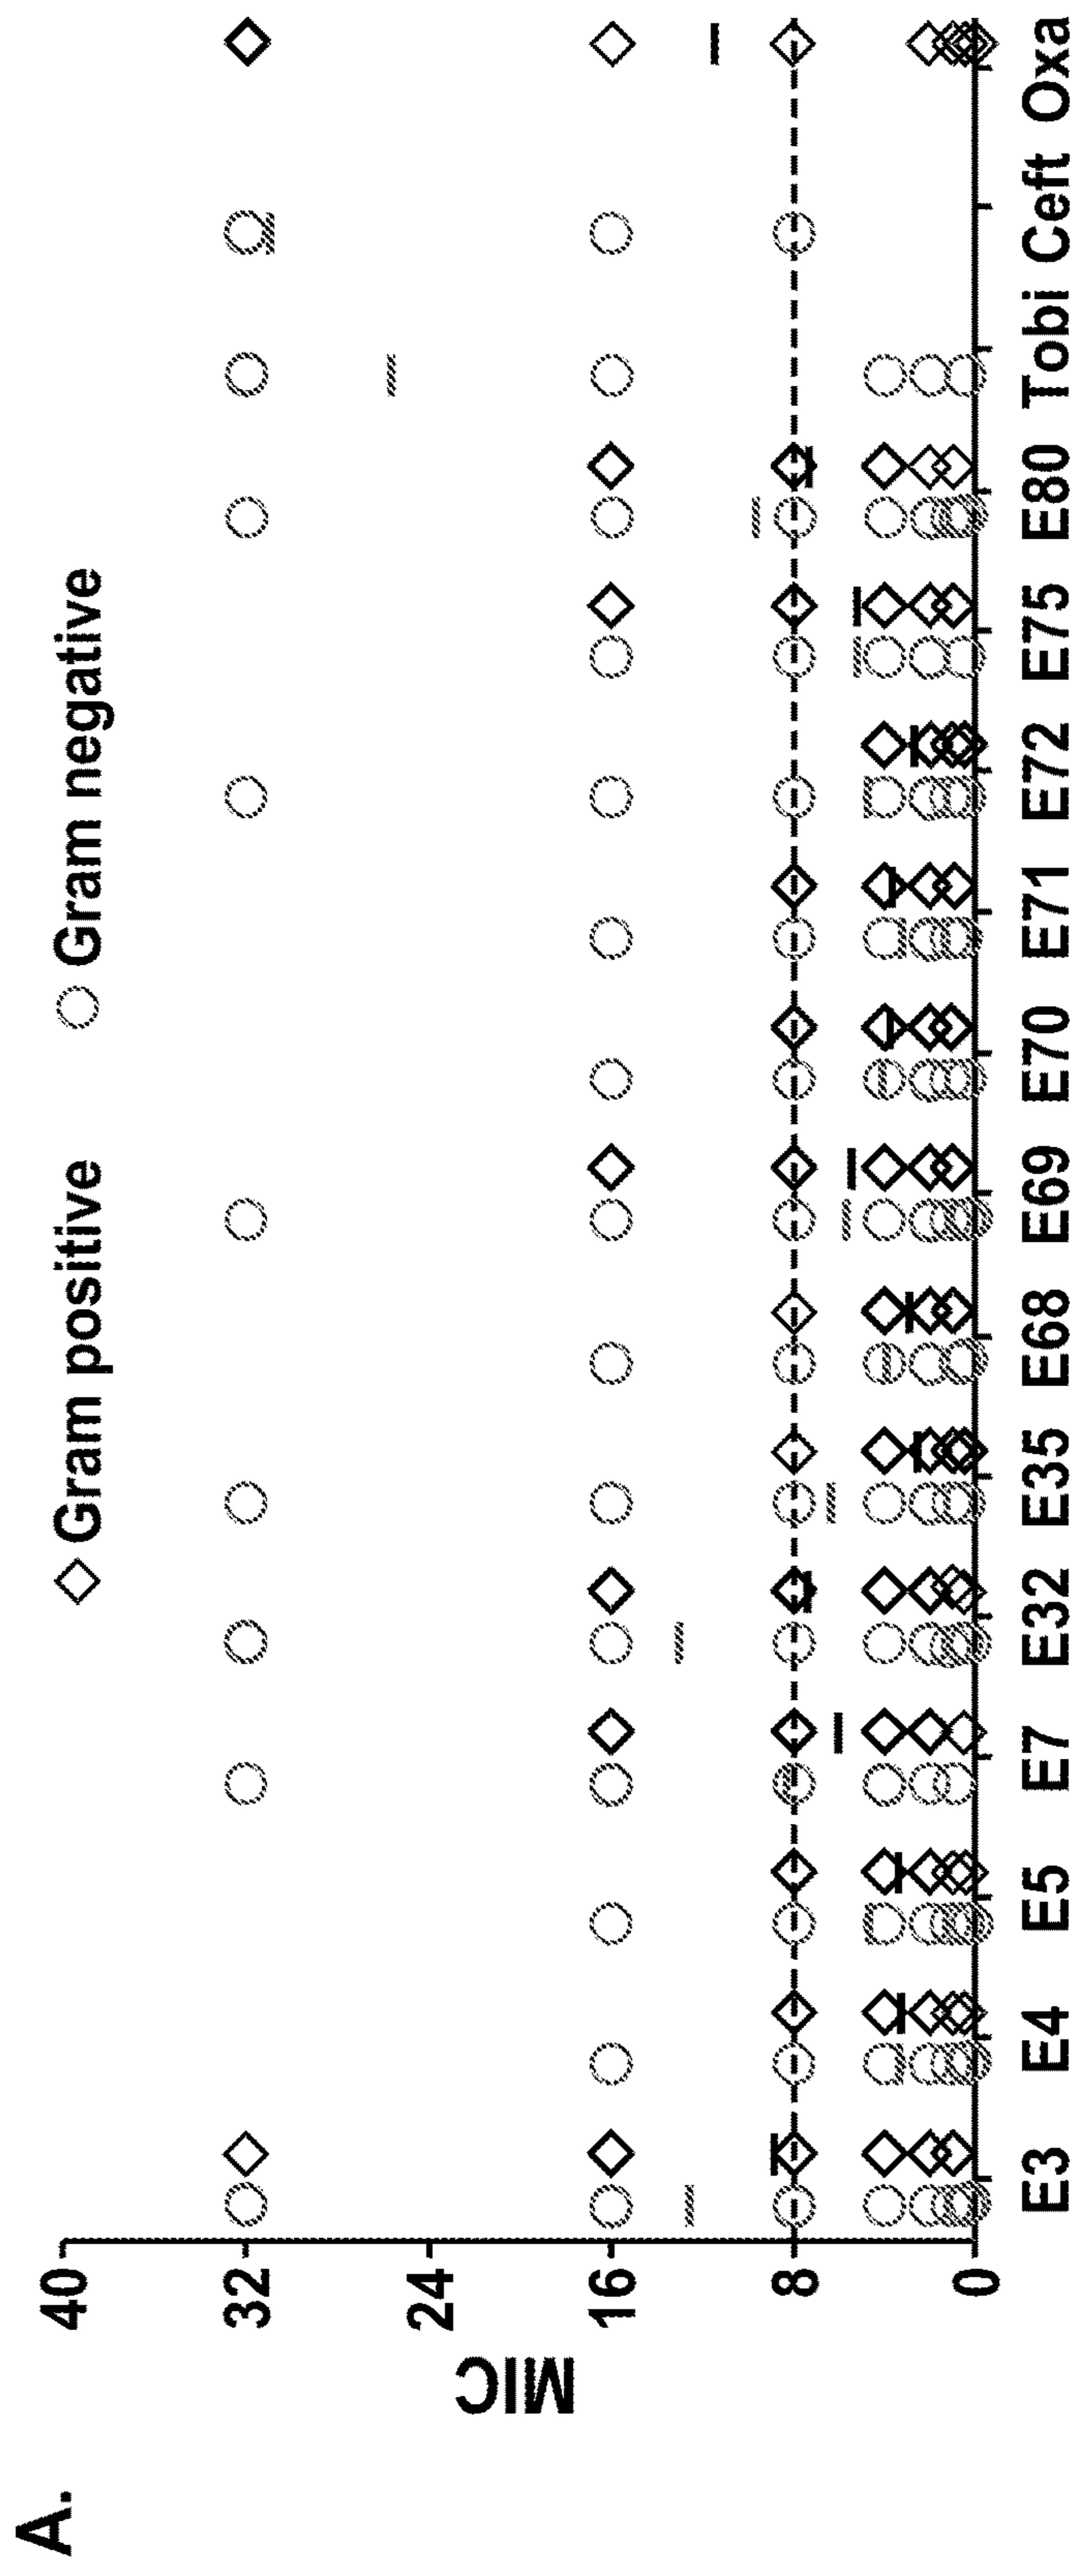 A.
Gram positive
Gram negative
MIC
40
32
24
16
8
0
E3 E4 E5 E7 E32 E35 E68 E69 E70 E71 E72 E75 E80 Tobi Ceft Oxa